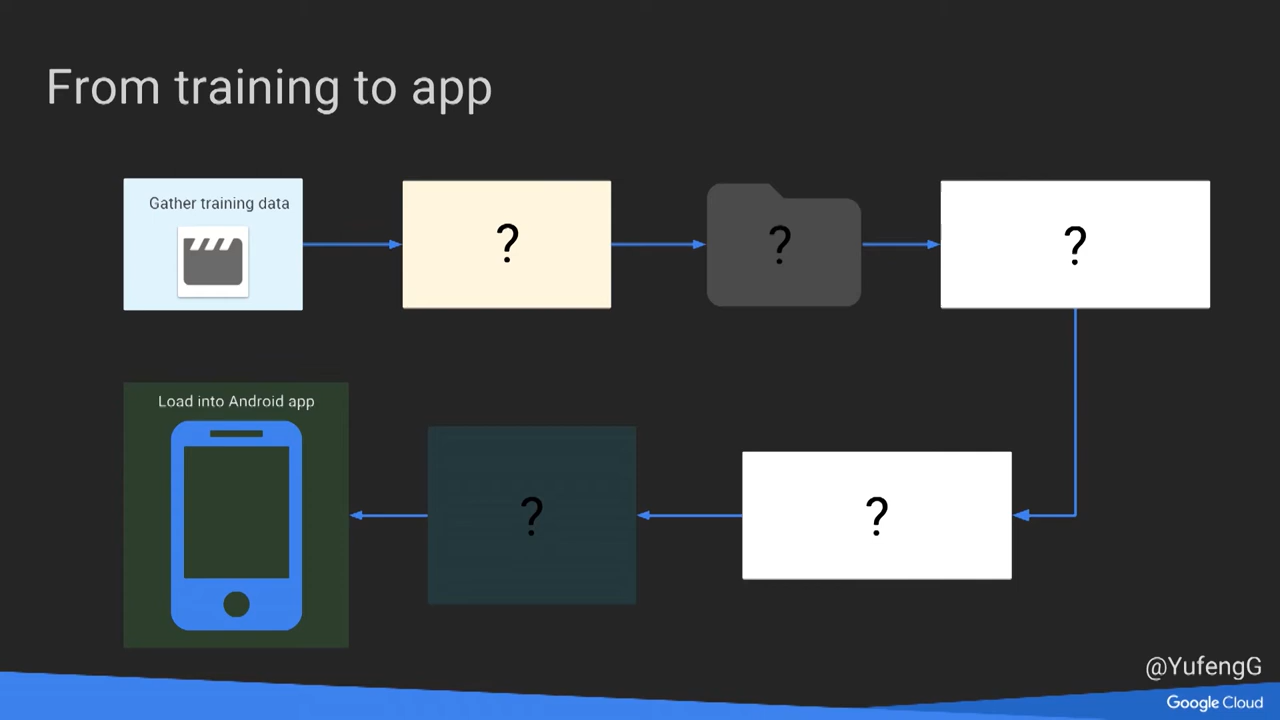 From training to app
Gather training data
?
?
?
Load into Android app
?
?
@YufengG
Google Cloud